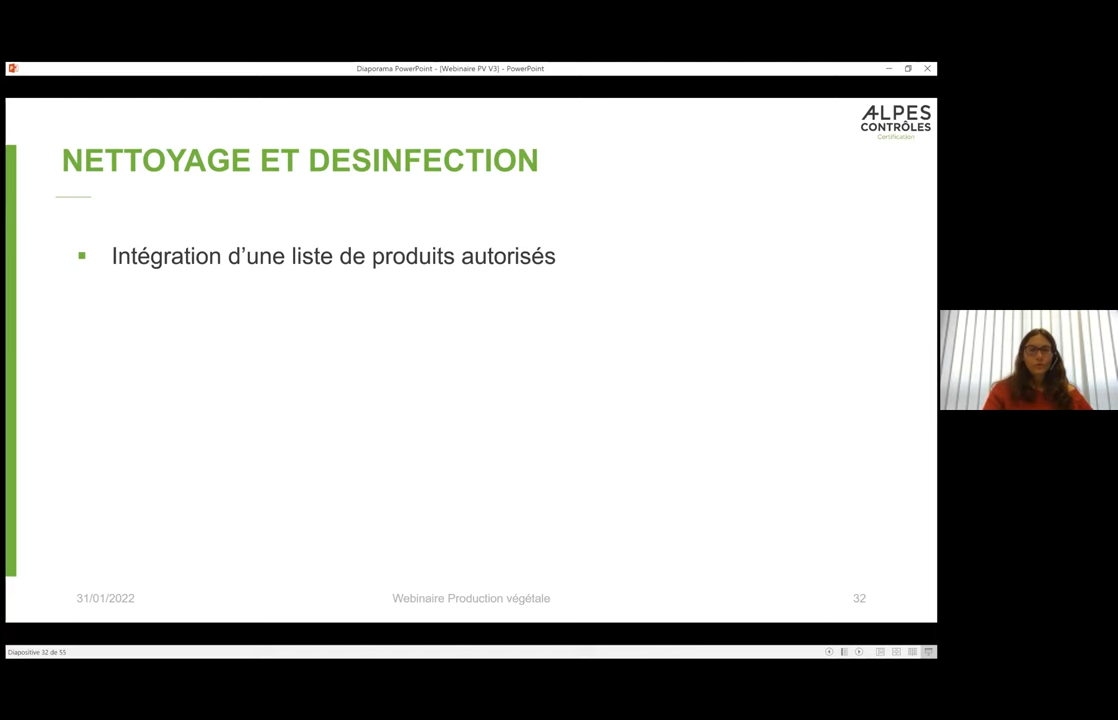 Diaporama PowerPoint - [Webinaire PV V3] - PowerPoint
ALPES
CONTRÔLES
Certification
NETTOYAGE ET DESINFECTION
Intégration d’une liste de produits autorisés
31/01/2022
Webinaire Production végétale
32
Diapositive 32 de 55